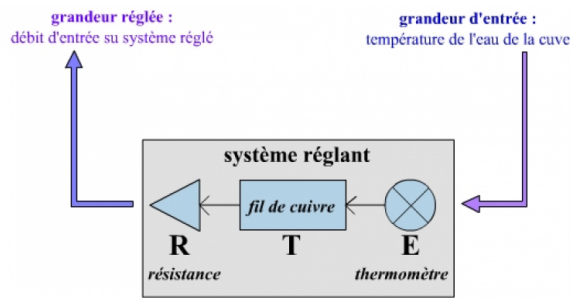 grandeur réglée :
débit d'entrée su système réglé
grandeur d'entrée :
température de l'eau de la cuve
système réglant
fil de cuivre
R
T
E
résistance
thermomètre